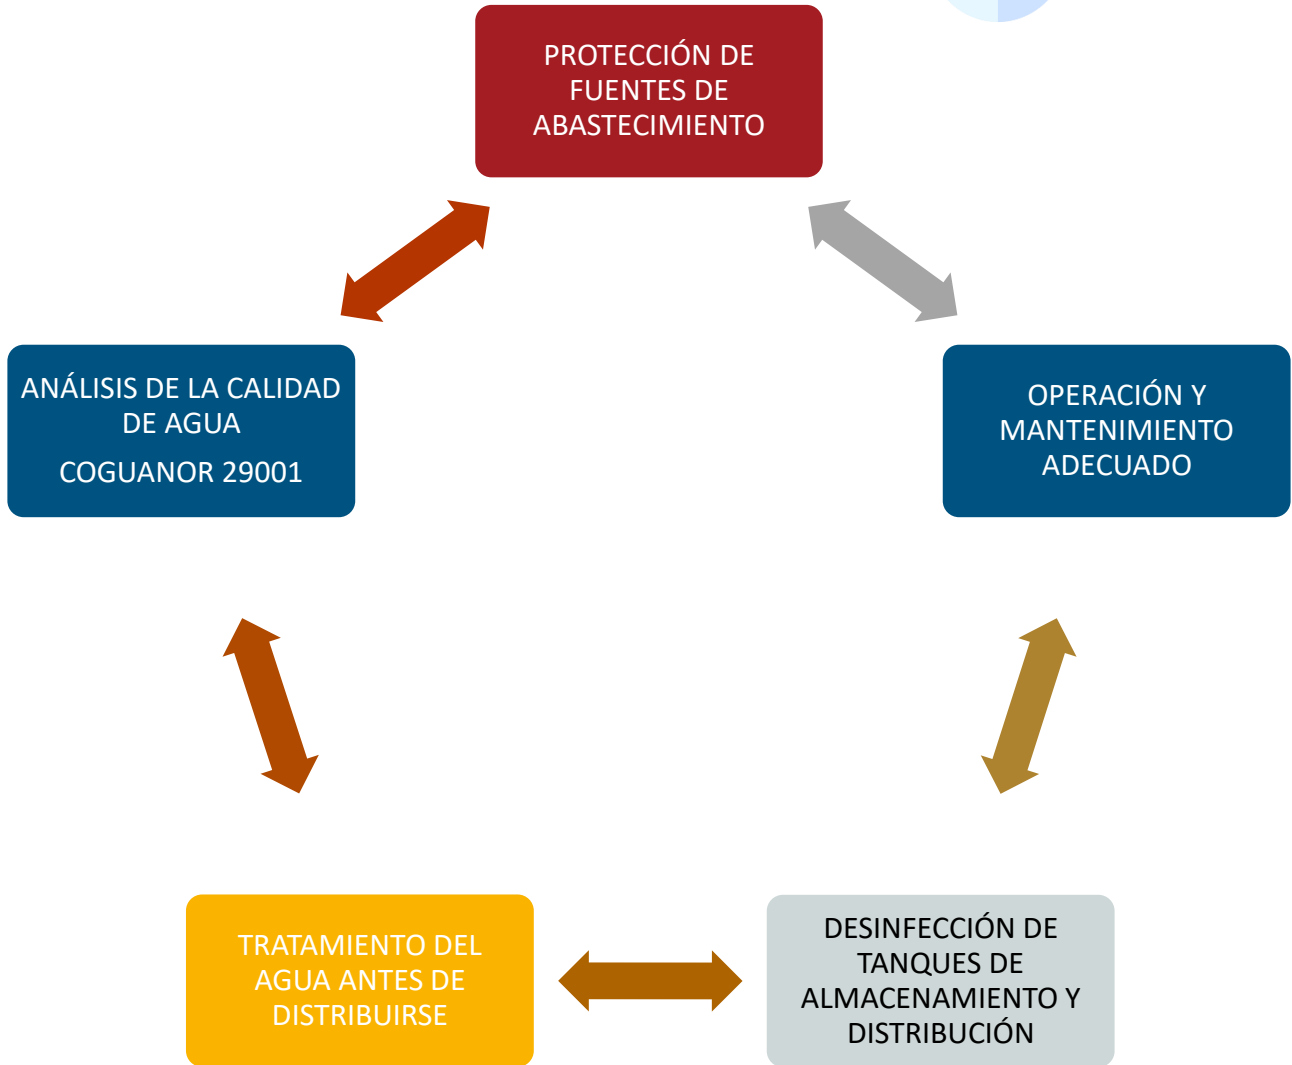 PROTECCIÓN DE
FUENTES DE
ABASTECIMIENTO
ANÁLISIS DE LA CALIDAD
DE AGUA
COGUANOR 29001
OPERACIÓN Y
MANTENIMIENTO
ADECUADO
TRATAMIENTO DEL
AGUA ANTES DE
DISTRIBUIRSE
DESINFECCIÓN DE
TANQUES DE
ALMACENAMIENTO Y
DISTRIBUCIÓN